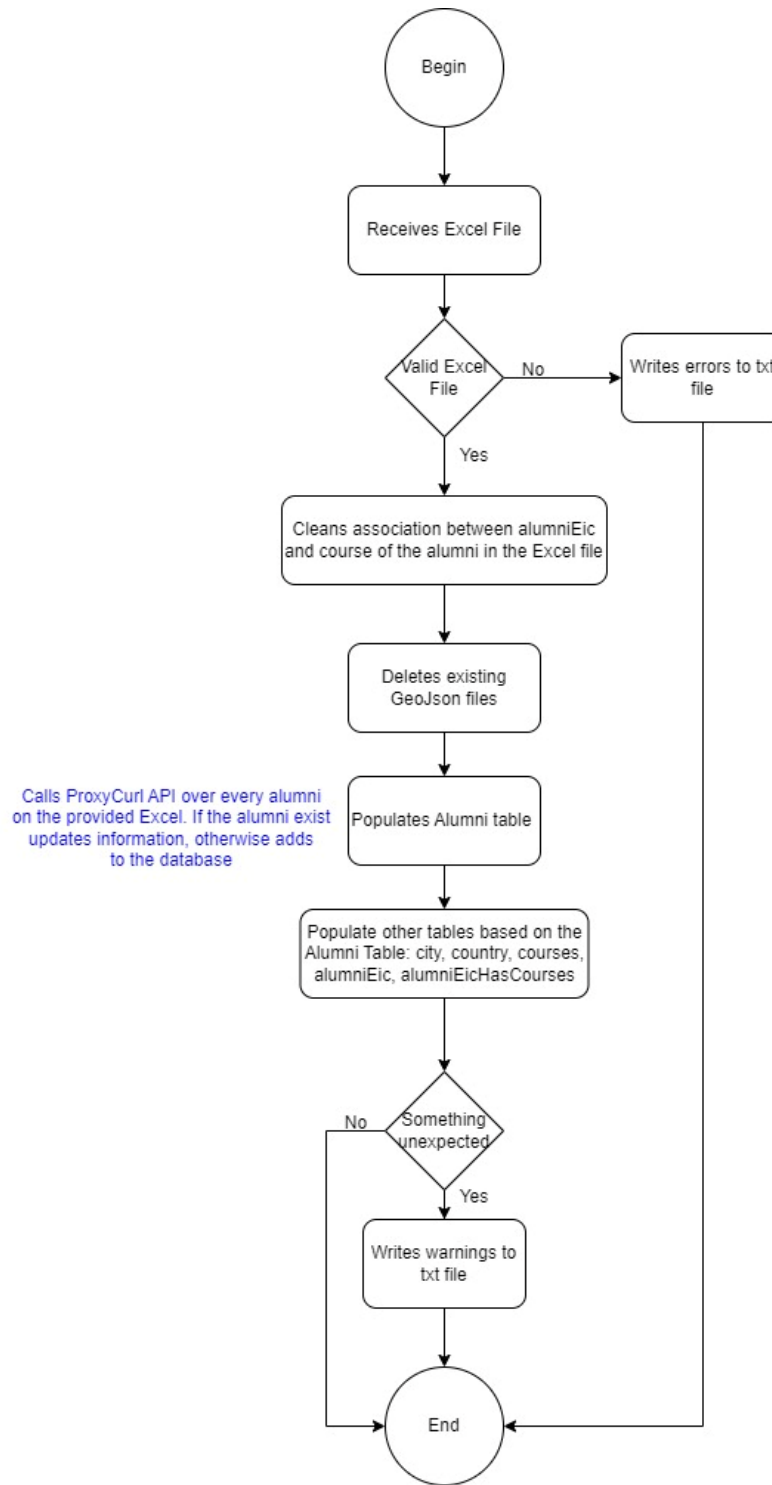 Begin
Receives Excel File
Valid Excel
File
No
Writes errors to txt
file
Yes
Cleans association between alumniEic
and course of the alumni in the Excel file
Deletes existing
GeoJson files
Calls ProxyCurl API over every alumni
on the provided Excel. If the alumni exist
updates information, otherwise adds
to the database
Populates Alumni table
Populate other tables based on the
Alumni Table: city, country, courses,
alumniEic, alumniEicHasCourses
No
Something
unexpected
Yes
Writes warnings to
txt file
End